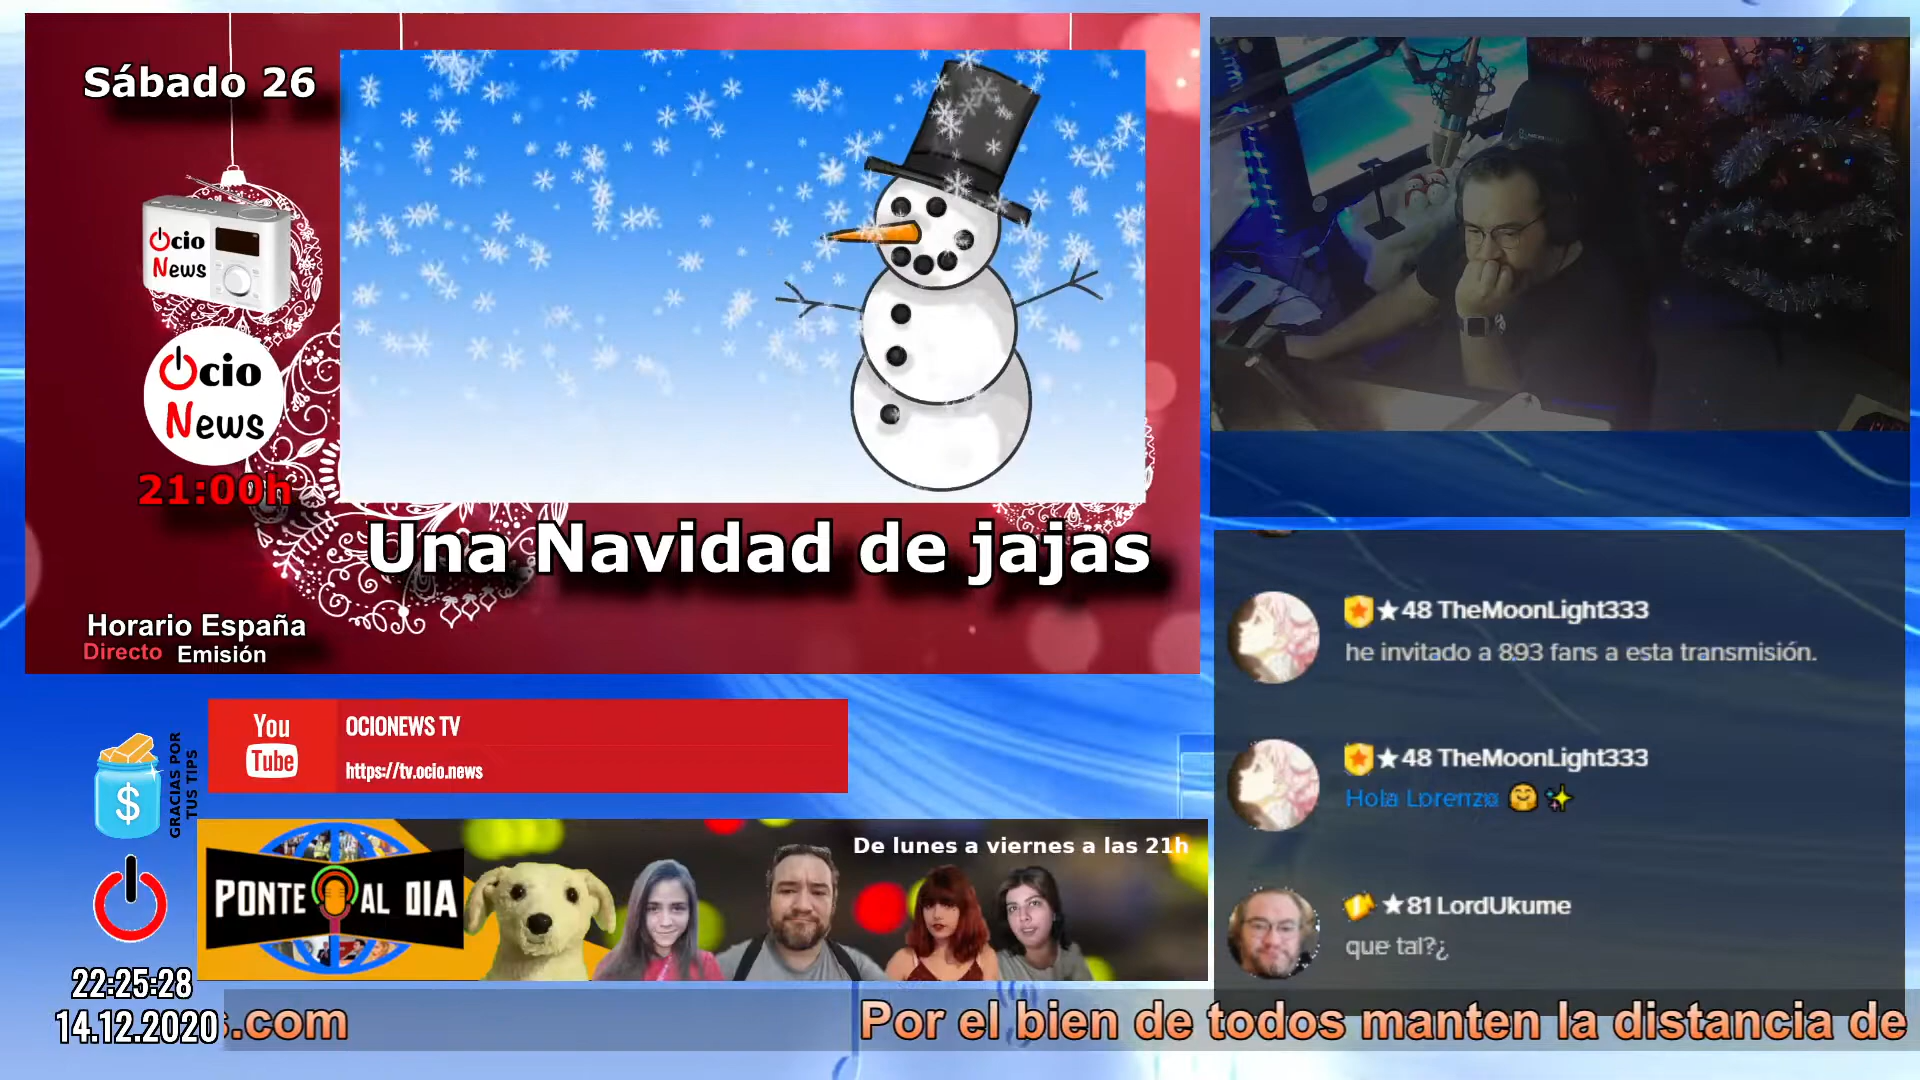 Sábado 26
Ocio
News
Ocio
News
21:00h
Una Navidad de jajas
Horario España
Directo Emisión
★48 TheMoonLight333
he invitado a 893 fans a esta transmisión.
★48 TheMoonLight333
Hola Lorenzo 🤗 ✨
★81 LordUkume
que tal?¿
You
Tube
OCIONEWS TV
https://tv.ocio.news
$
GRACIAS POR
TUS TIPS
PONTE AL DIA
De lunes a viernes a las 21h
22:25:28
14.12.2020
s.com
Por el bien de todos manten la distancia de